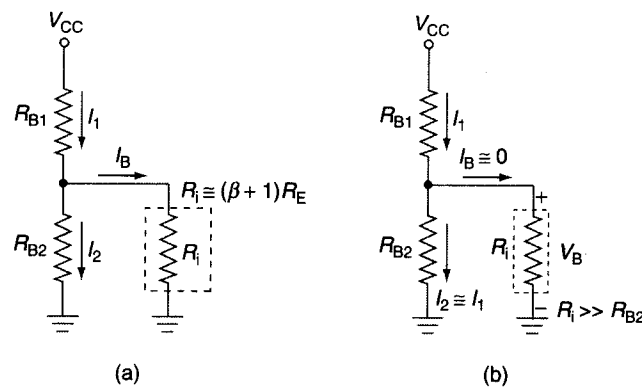 V_CC
R_B1
I_1
I_B
R_i ≅ (β + 1)R_E
R_B2
I_2
R_i
(a)
V_CC
R_B1
I_1
I_B ≅ 0
+
R_B2
R_i
V_B
I_2 ≅ I_1
−
R_i >> R_B2
(b)